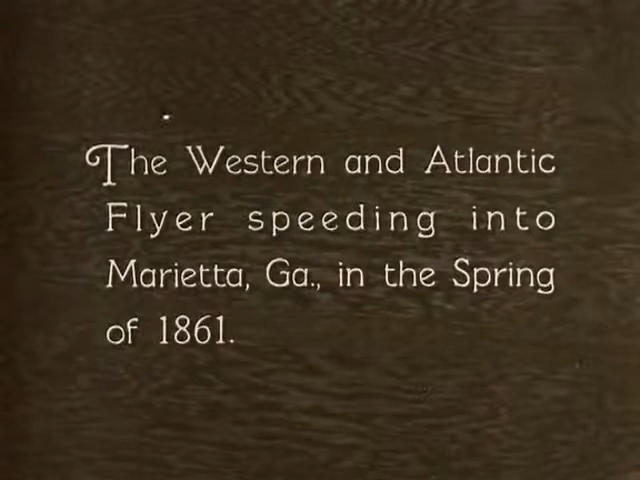 The Western and Atlantic
Flyer speeding into
Marietta, Ga., in the Spring
of 1861.